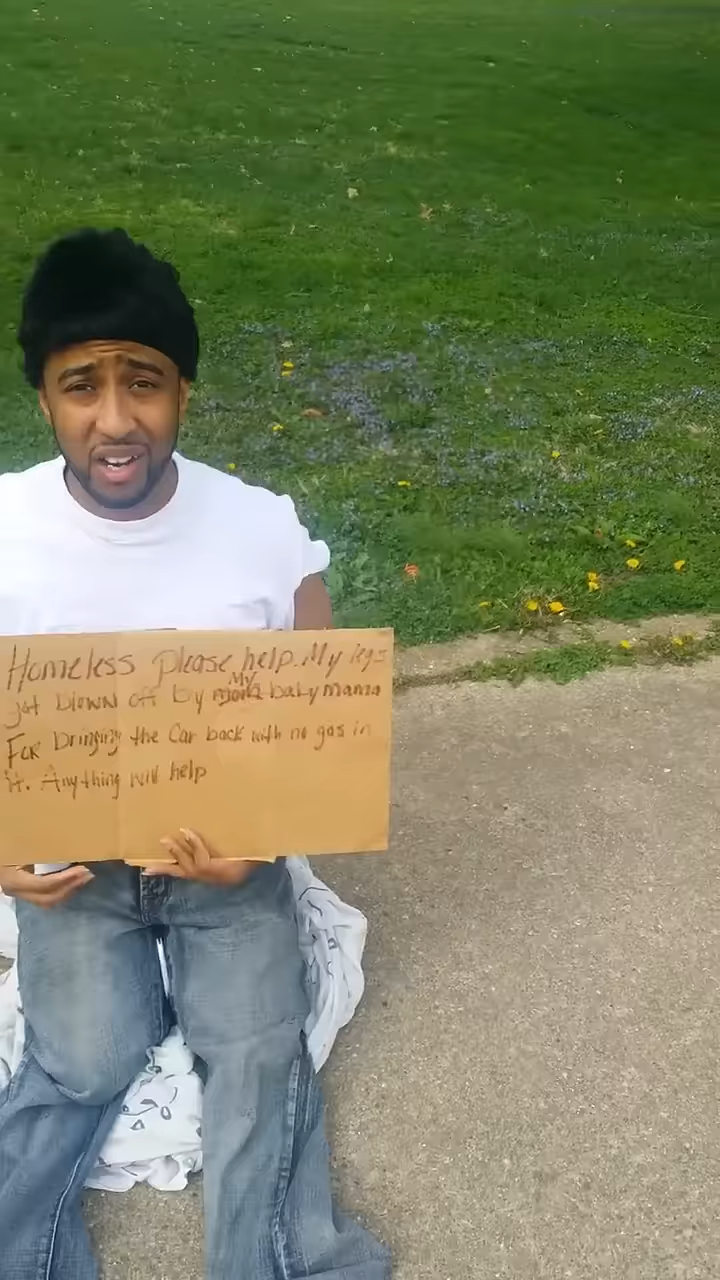 Homeless please help. My legs
got blown off by my baby mama
For bringing the Car back with no gas in
it. Anything will help